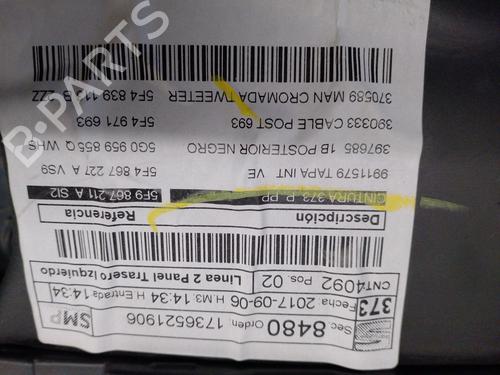 373 Sec 8480 Orden: 1736521906 SMP
Fecha 2017-09-06 H.M3. 14:34 H.Entrada 14:34
CNT4092 Pos. 02 Linea 2 Panel Trasero Izquierdo
Descripción Referencia
CINTURA 373 P PP 5F9 867 211 A SI2
9911579 TAPA INT VE 5F4 867 227 A VS9
397685 1B POSTERIOR NEGRO 5G0 959 855 Q WHS
390333 CABLE POST 693 5F4 971 693
370589 MAN CROMADA TWEETER 5F4 839 ZZZ
B-PARTS